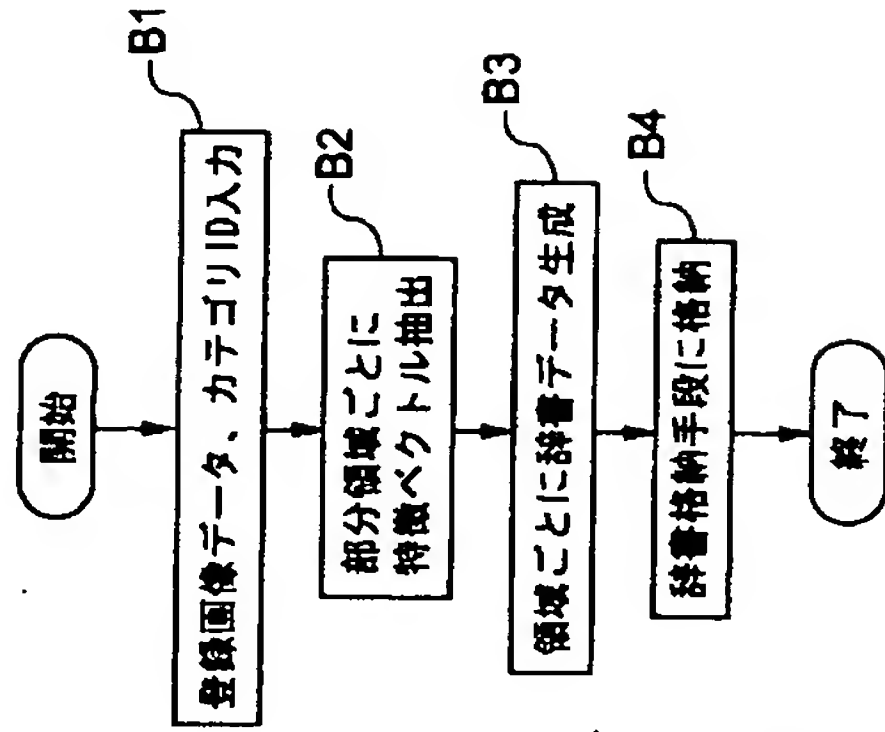 開始
登録画像データ、カテゴリID入力
B1
部分領域ごとに
特徴ベクトル抽出
B2
領域ごとに辞書データ生成
B3
辞書格納手段に格納
B4
終了